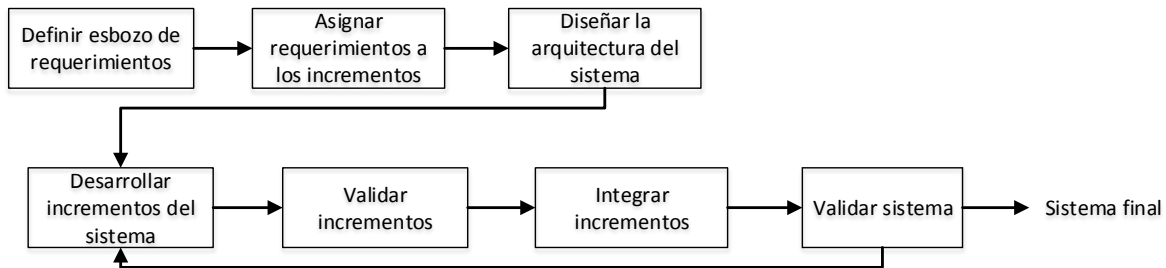 Definir esbozo de
requerimientos
Asignar
requerimientos a
los incrementos
Diseñar la
arquitectura del
sistema
Desarrollar
incrementos del
sistema
Validar
incrementos
Integrar
incrementos
Validar sistema
Sistema final